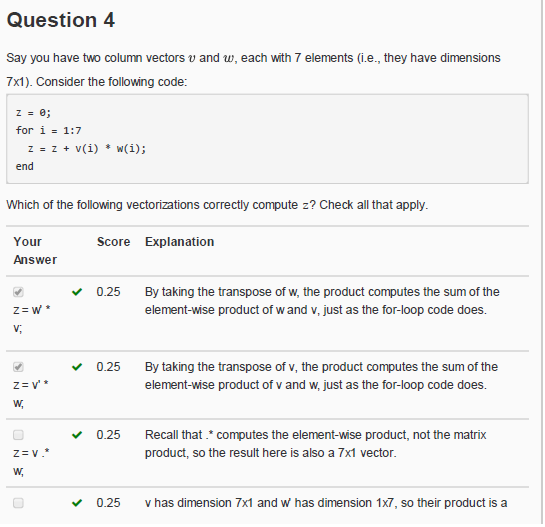 Question 4
Say you have two column vectors v and w, each with 7 elements (i.e., they have dimensions
7x1). Consider the following code:
z = 0;
for i = 1:7
  z = z + v(i) * w(i);
end
Which of the following vectorizations correctly compute z? Check all that apply.
Your Answer Score Explanation
z = w' * v; 0.25 By taking the transpose of w, the product computes the sum of the
element-wise product of w and v, just as the for-loop code does.
z = v' * w; 0.25 By taking the transpose of v, the product computes the sum of the
element-wise product of v and w, just as the for-loop code does.
z = v .* w; 0.25 Recall that .* computes the element-wise product, not the matrix
product, so the result here is also a 7x1 vector.
0.25 v has dimension 7x1 and w' has dimension 1x7, so their product is a